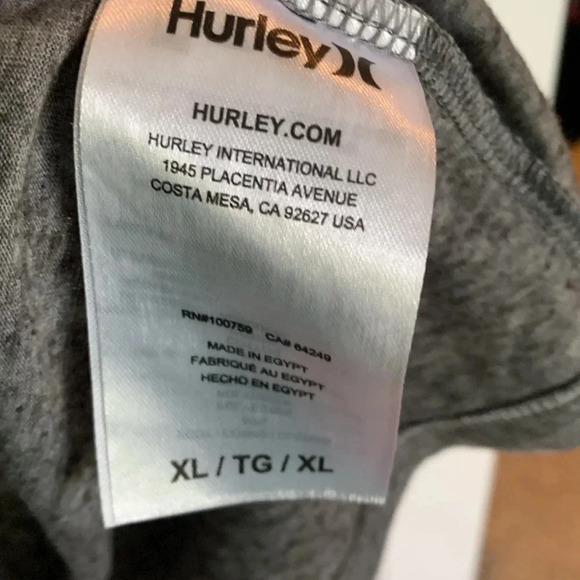 Hurley
HURLEY.COM
HURLEY INTERNATIONAL LLC
1945 PLACENTIA AVENUE
COSTA MESA, CA 92627 USA
RN#100759 CA# 64249
MADE IN EGYPT
FABRIQUÉ AU EGYPT
HECHO EN EGYPT
XL / TG / XL